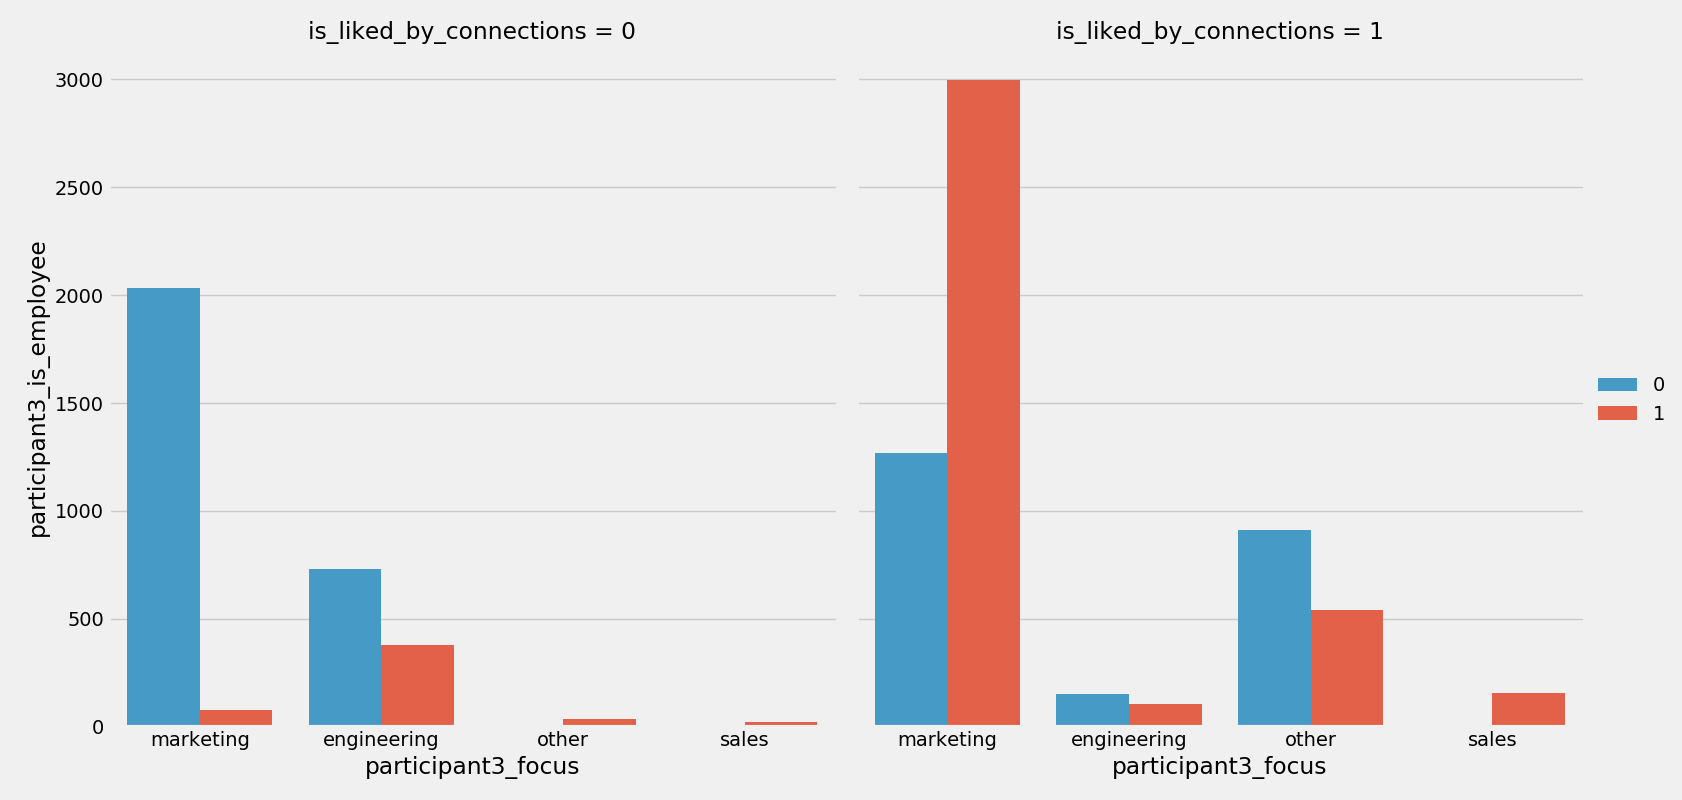 is_liked_by_connections = 0
is_liked_by_connections = 1
participant3_is_employee
3000
2500
2000
1500
1000
500
0
marketing
engineering
other
sales
participant3_focus
marketing
engineering
other
sales
participant3_focus
0
1